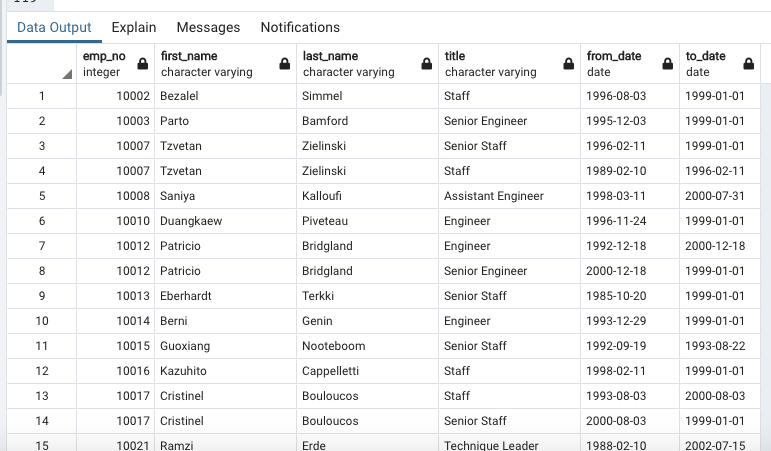 Data Output Explain Messages Notifications
emp_no first_name last_name title from_date to_date
integer character varying character varying character varying date date
1 10002 Bezalel Simmel Staff 1996-08-03 1999-01-01
2 10003 Parto Bamford Senior Engineer 1995-12-03 1999-01-01
3 10007 Tzvetan Zielinski Senior Staff 1996-02-11 1999-01-01
4 10007 Tzvetan Zielinski Staff 1989-02-10 1996-02-11
5 10008 Saniya Kalloufi Assistant Engineer 1998-03-11 2000-07-31
6 10010 Duangkaew Piveteau Engineer 1996-11-24 1999-01-01
7 10012 Patricio Bridgland Engineer 1992-12-18 2000-12-18
8 10012 Patricio Bridgland Senior Engineer 2000-12-18 1999-01-01
9 10013 Eberhardt Terkki Senior Staff 1985-10-20 1999-01-01
10 10014 Berni Genin Engineer 1993-12-29 1999-01-01
11 10015 Guoxiang Nooteboom Senior Staff 1992-09-19 1993-08-22
12 10016 Kazuhito Cappelletti Staff 1998-02-11 1999-01-01
13 10017 Cristinel Bouloucos Staff 1993-08-03 2000-08-03
14 10017 Cristinel Bouloucos Senior Staff 2000-08-03 1999-01-01
15 10021 Ramzi Erde Technique Leader 1988-02-10 2002-07-15